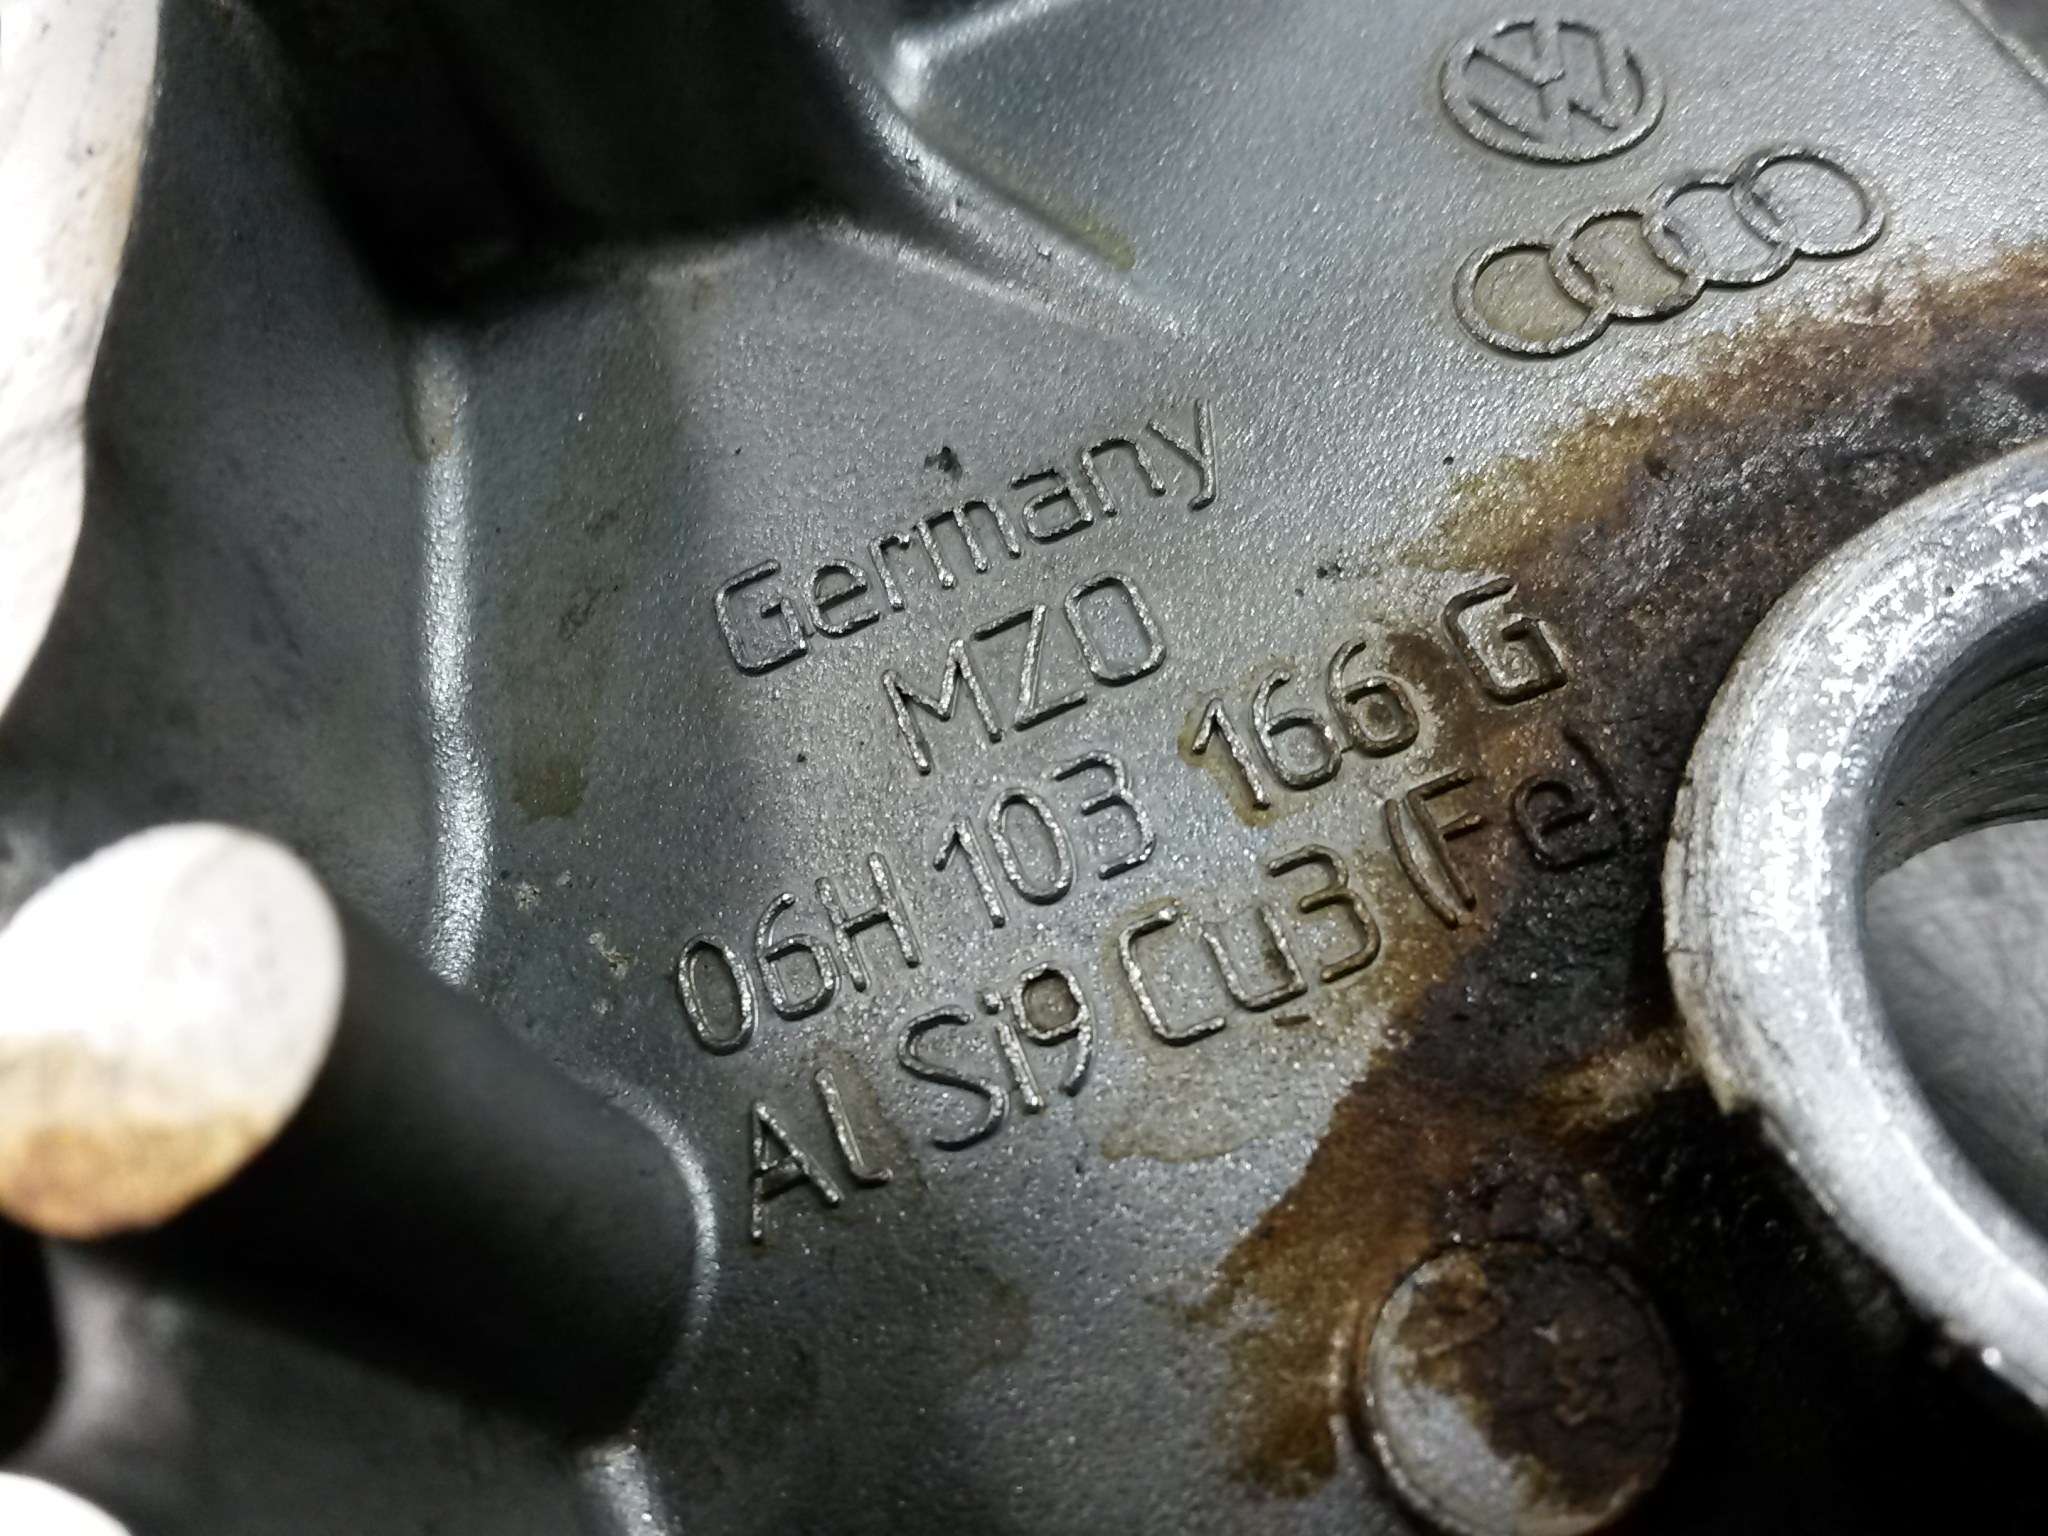 Germany
MZO
06H 103 166 G
Al Si9 Cu3 (Fe)